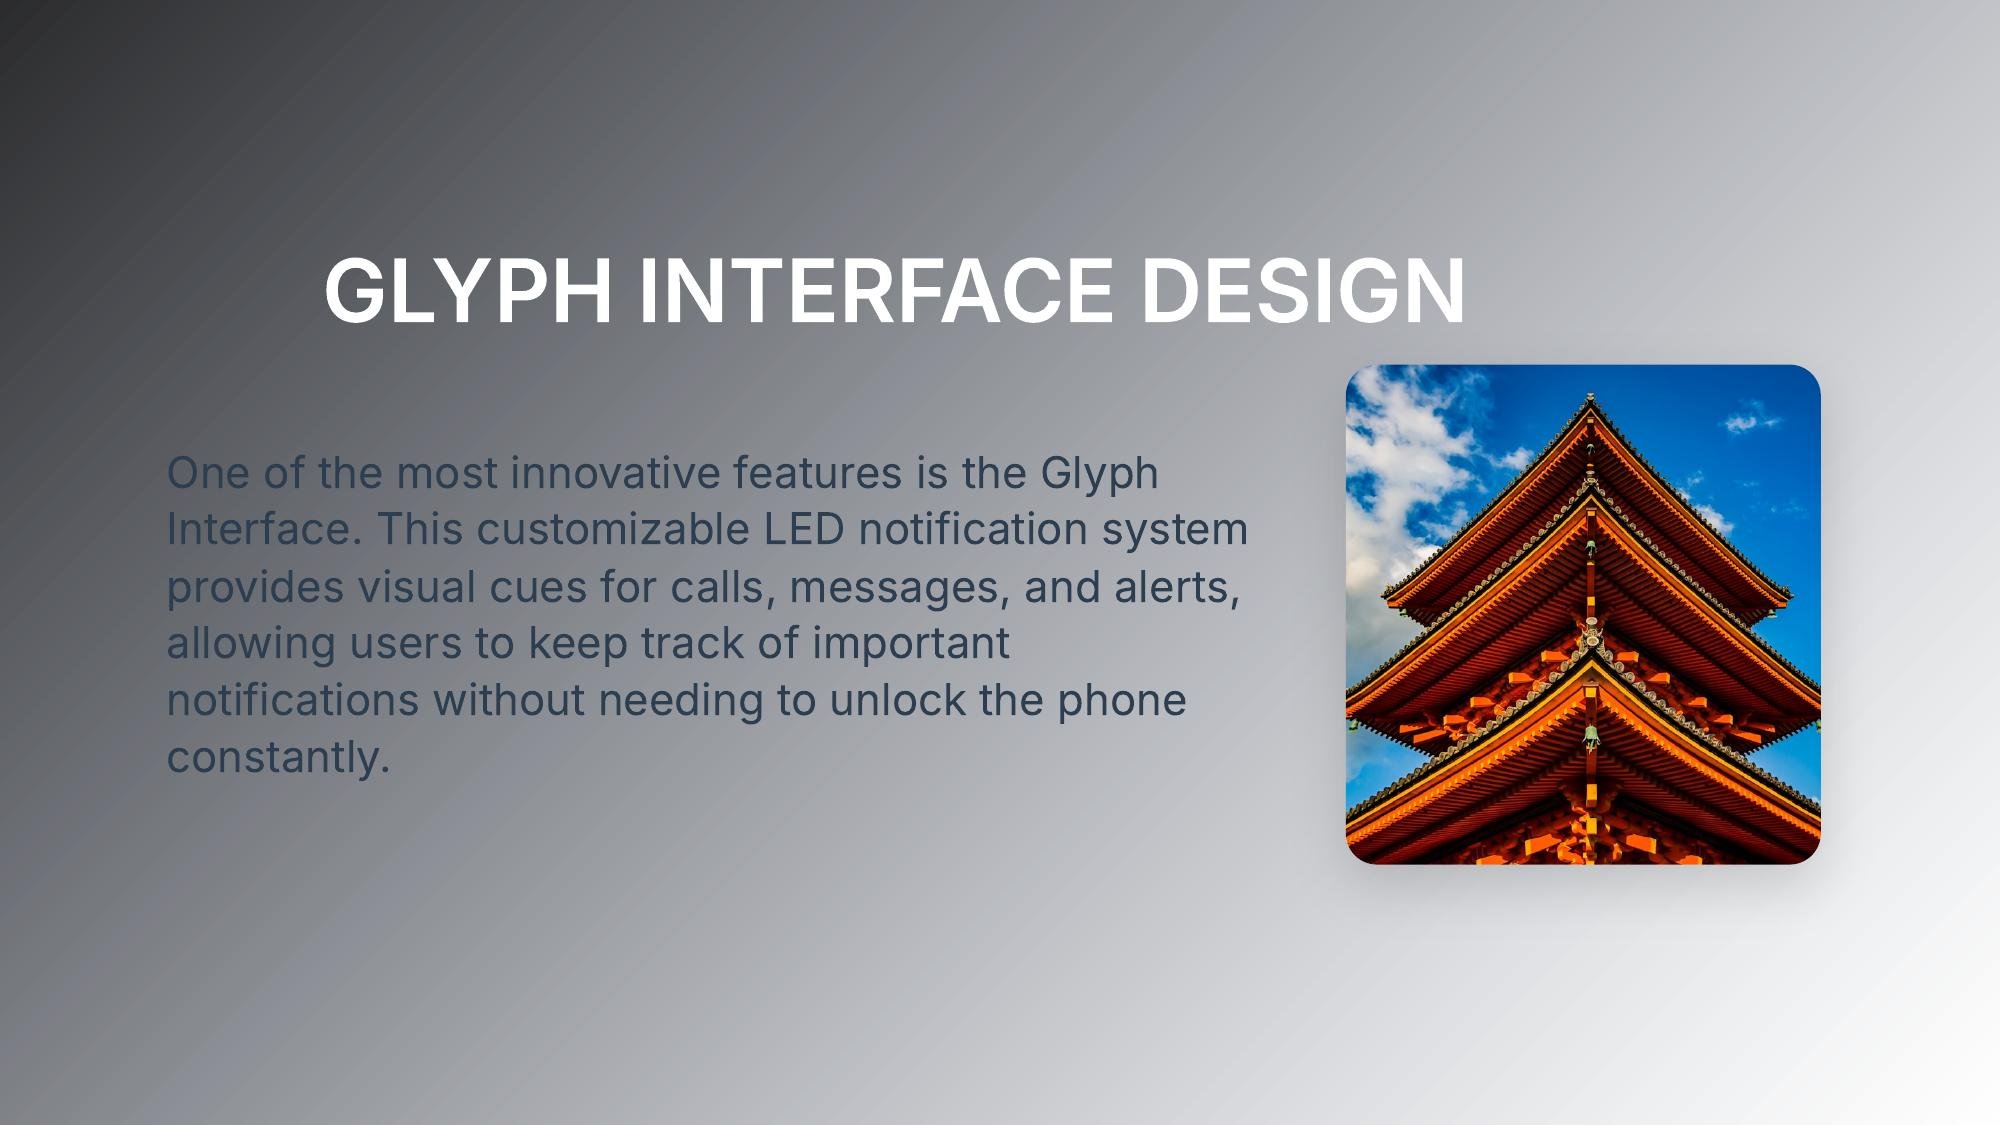 GLYPH INTERFACE DESIGN
One of the most innovative features is the Glyph
Interface. This customizable LED notification system
provides visual cues for calls, messages, and alerts,
allowing users to keep track of important
notifications without needing to unlock the phone
constantly.